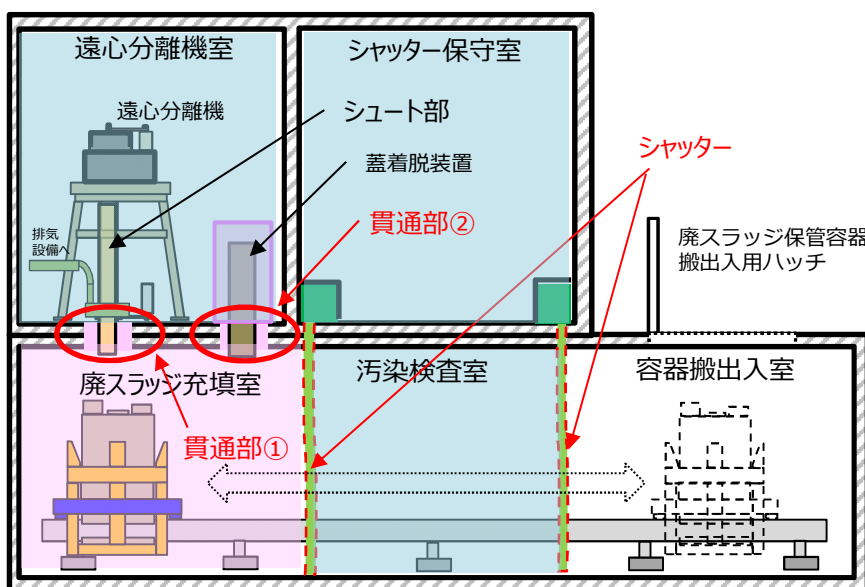 遠心分離機室
シャッター保守室
遠心分離機
シュート部
シャッター
蓋着脱装置
貫通部②
排気
設備へ
廃スラッジ保管容器
搬出入用ハッチ
廃スラッジ充填室
汚染検査室
容器搬出入室
貫通部①